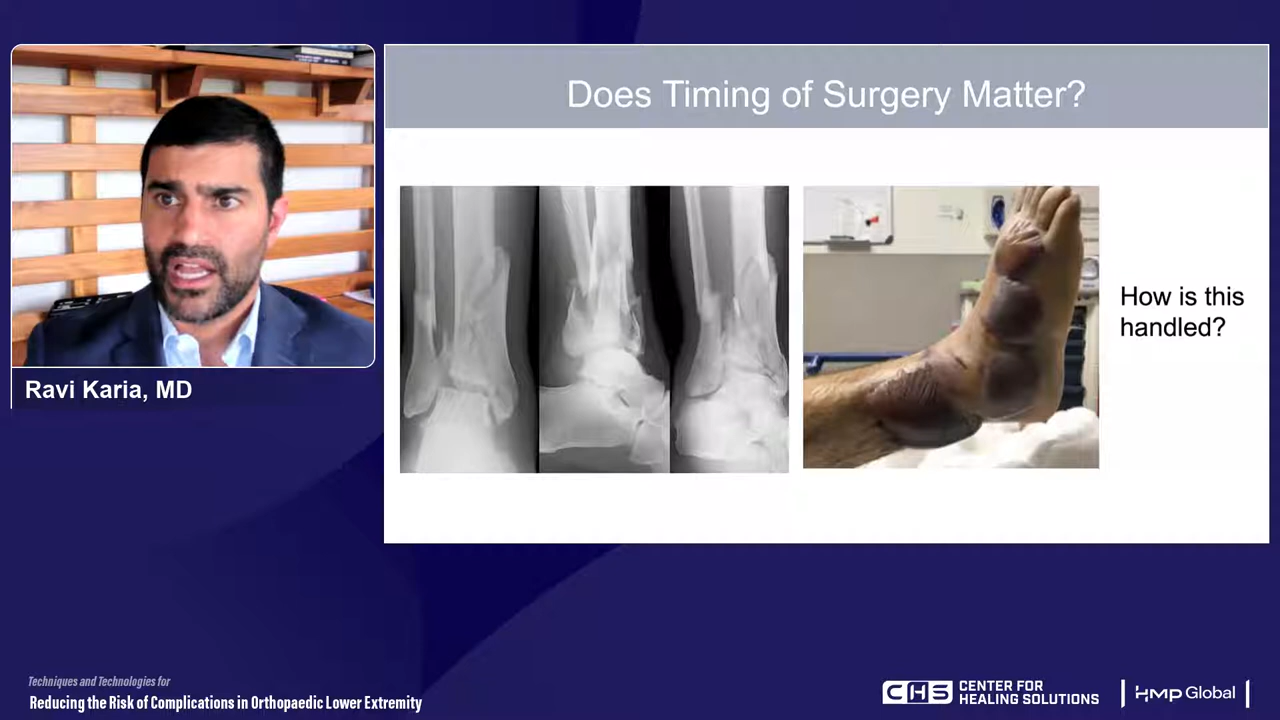 Does Timing of Surgery Matter?
How is this
handled?
Ravi Karia, MD
Techniques and Technologies for
Reducing the Risk of Complications in Orthopaedic Lower Extremity
CHS CENTER FOR
HEALING SOLUTIONS
HMP Global